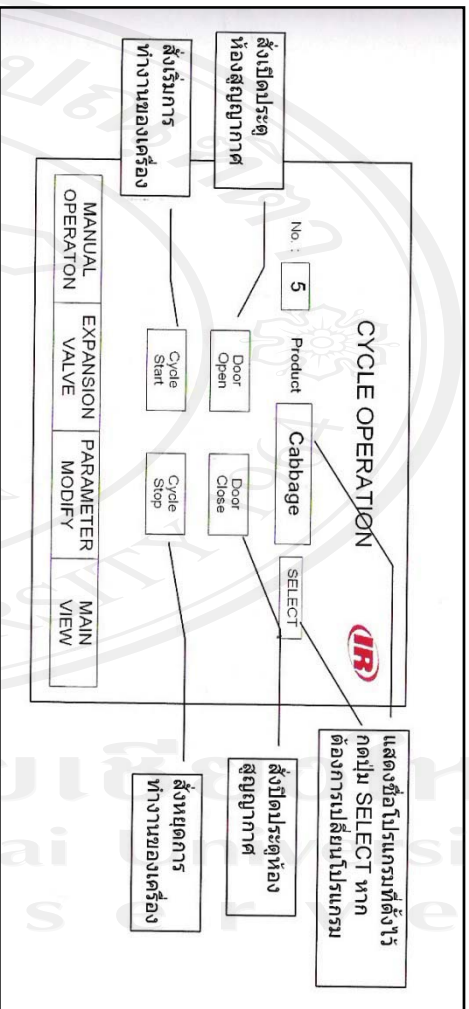 CYCLE OPERATION
IR
No. :
5
Product
Cabbage
SELECT
Door
Open
Door
Close
Cycle
Start
Cycle
Stop
MANUAL
OPERATON
EXPANSION
VALVE
PARAMETER
MODIFY
MAIN
VIEW
สั่งเปิดประตู
ห้องสูญญากาศ
สั่งเริ่มการ
ทำงานของเครื่อง
แสดงชื่อโปรแกรมที่ตั้งไว้
กดปุ่ม SELECT หาก
ต้องการเปลี่ยนโปรแกรม
สั่งปิดประตูห้อง
สูญญากาศ
สั่งหยุดการ
ทำงานของเครื่อง